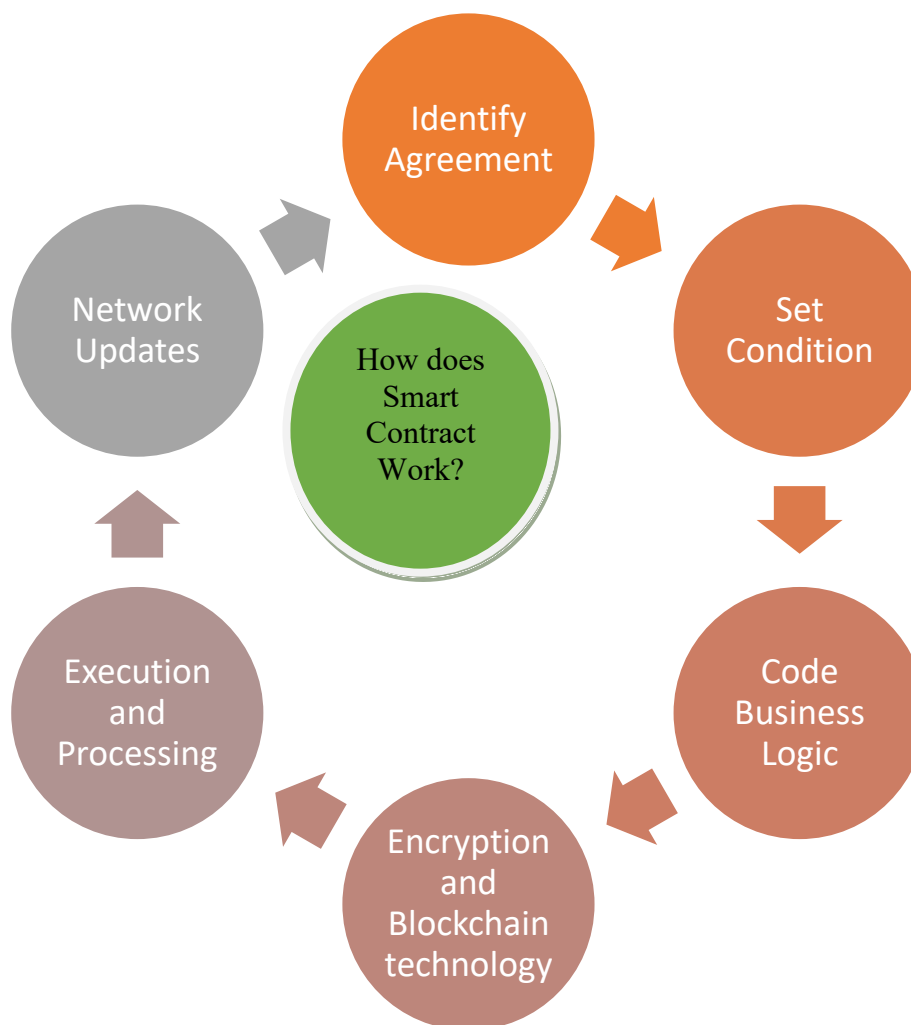 Identify
Agreement
Set
Condition
Code
Business
Logic
Encryption
and
Blockchain
technology
Execution
and
Processing
Network
Updates
How does
Smart
Contract
Work?